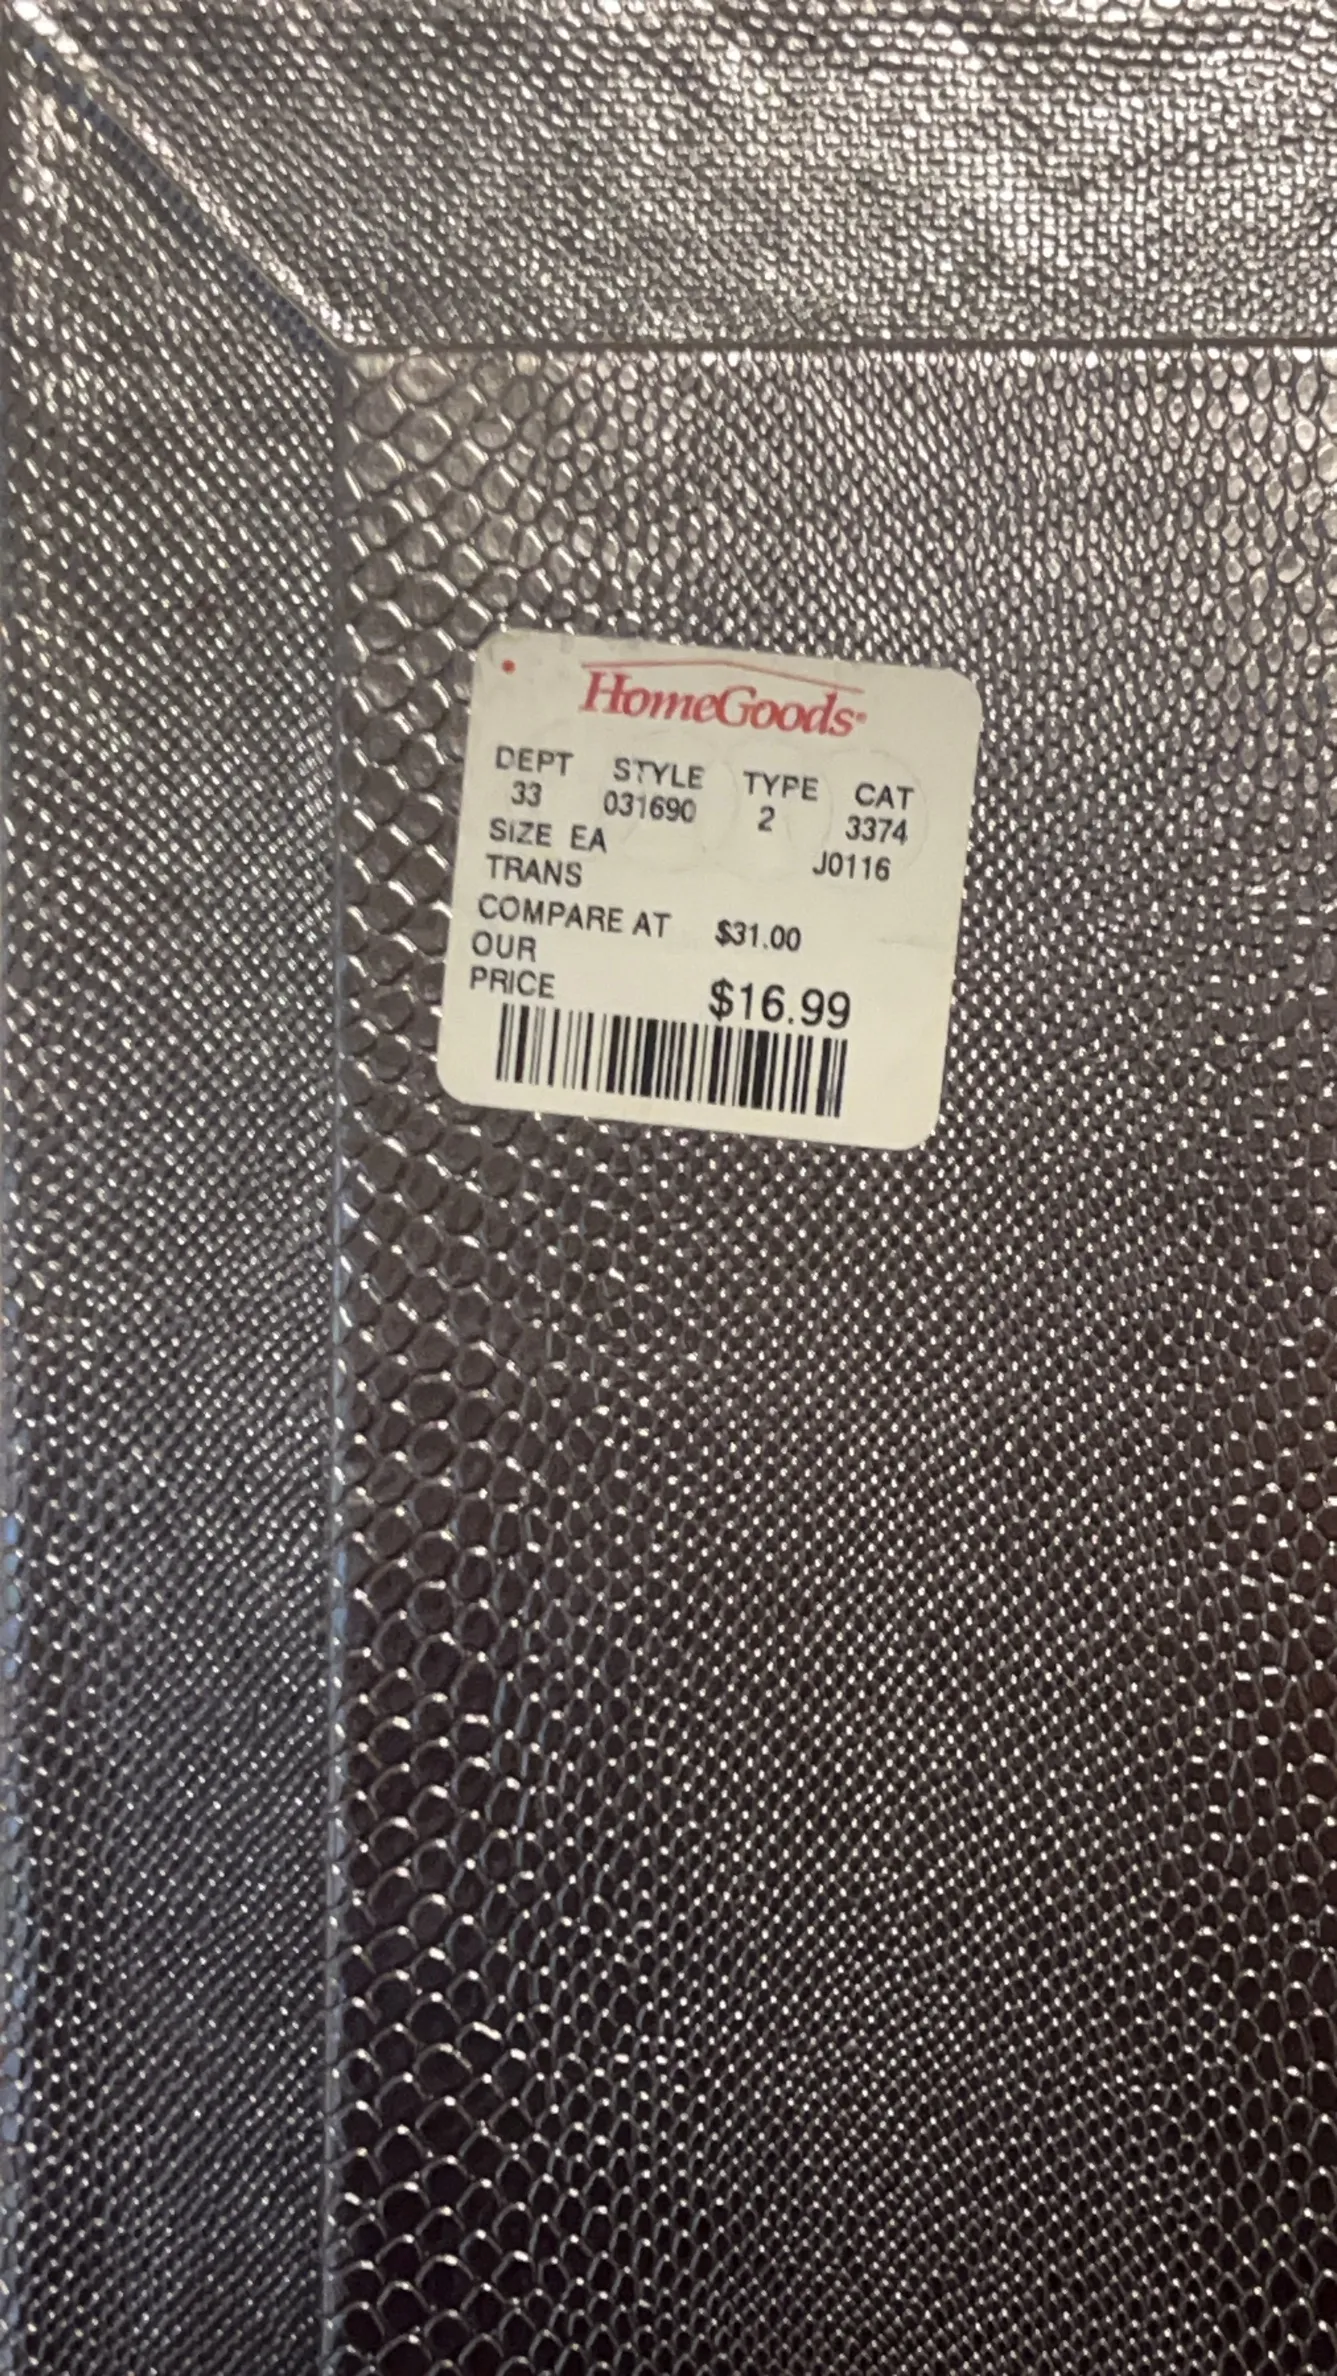 HomeGoods®
DEPT STYLE TYPE CAT
33 031690 2 3374
SIZE EA J0116
TRANS
COMPARE AT $31.00
OUR
PRICE $16.99